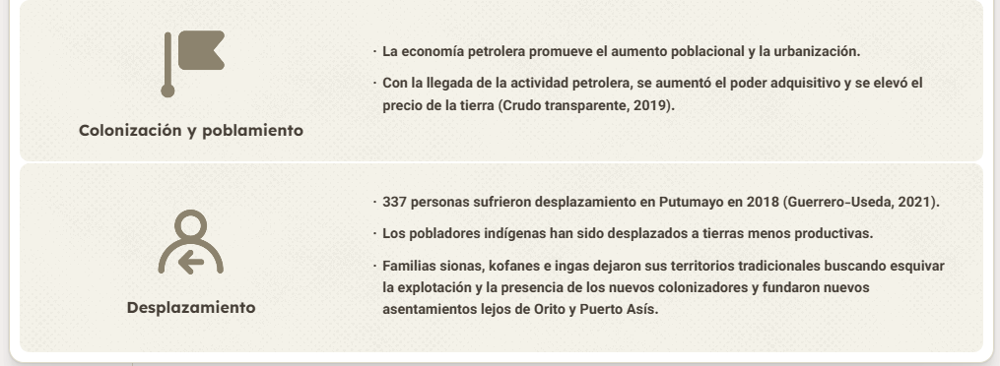 Colonización y poblamiento
· La economía petrolera promueve el aumento poblacional y la urbanización.
· Con la llegada de la actividad petrolera, se aumentó el poder adquisitivo y se elevó el
precio de la tierra (Crudo transparente, 2019).
Desplazamiento
· 337 personas sufrieron desplazamiento en Putumayo en 2018 (Guerrero-Useda, 2021).
· Los pobladores indígenas han sido desplazados a tierras menos productivas.
· Familias sionas, kofanes e ingas dejaron sus territorios tradicionales buscando esquivar
la explotación y la presencia de los nuevos colonizadores y fundaron nuevos
asentamientos lejos de Orito y Puerto Asís.